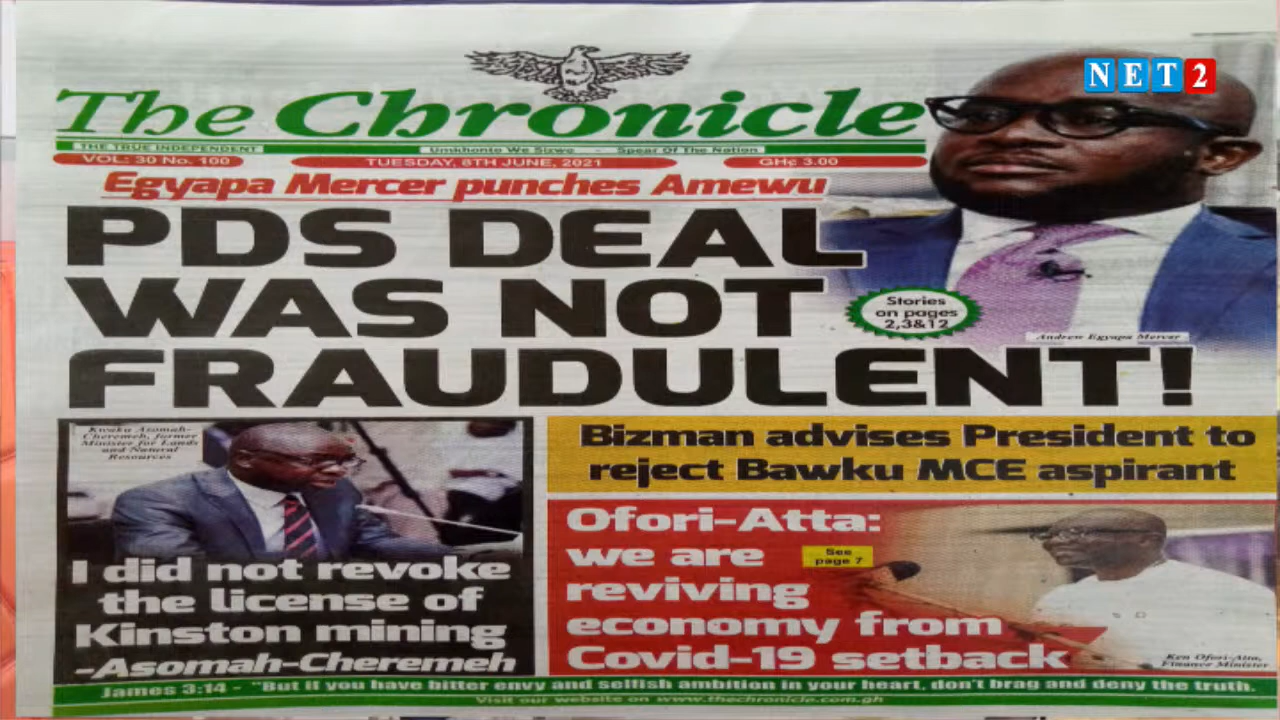 NET2
The Chronicle
THE TRUE INDEPENDENT
Umkhonto We Sizwe - Spear Of The Nation
VOL: 30 No. 100
TUESDAY, 8TH JUNE, 2021
GH¢ 3.00
Egyapa Mercer punches Amewu
PDS DEAL
WAS NOT
FRAUDULENT!
Stories
on pages
2,3&12
Andrew Egyapa Mercer
Kwaku Asomah-
Cheremeh, former
Minister for Lands
and Natural
Resources
I did not revoke
the license of
Kinston mining
-Asomah-Cheremeh
Bizman advises President to
reject Bawku MCE aspirant
Ofori-Atta:
we are
reviving
economy from
Covid-19 setback
See
page 7
Ken Ofori-Atta,
Finance Minister
James 3:14 - "But if you have bitter envy and selfish ambition in your heart, don't brag and deny the truth.
Visit our website on www.thechronicle.com.gh